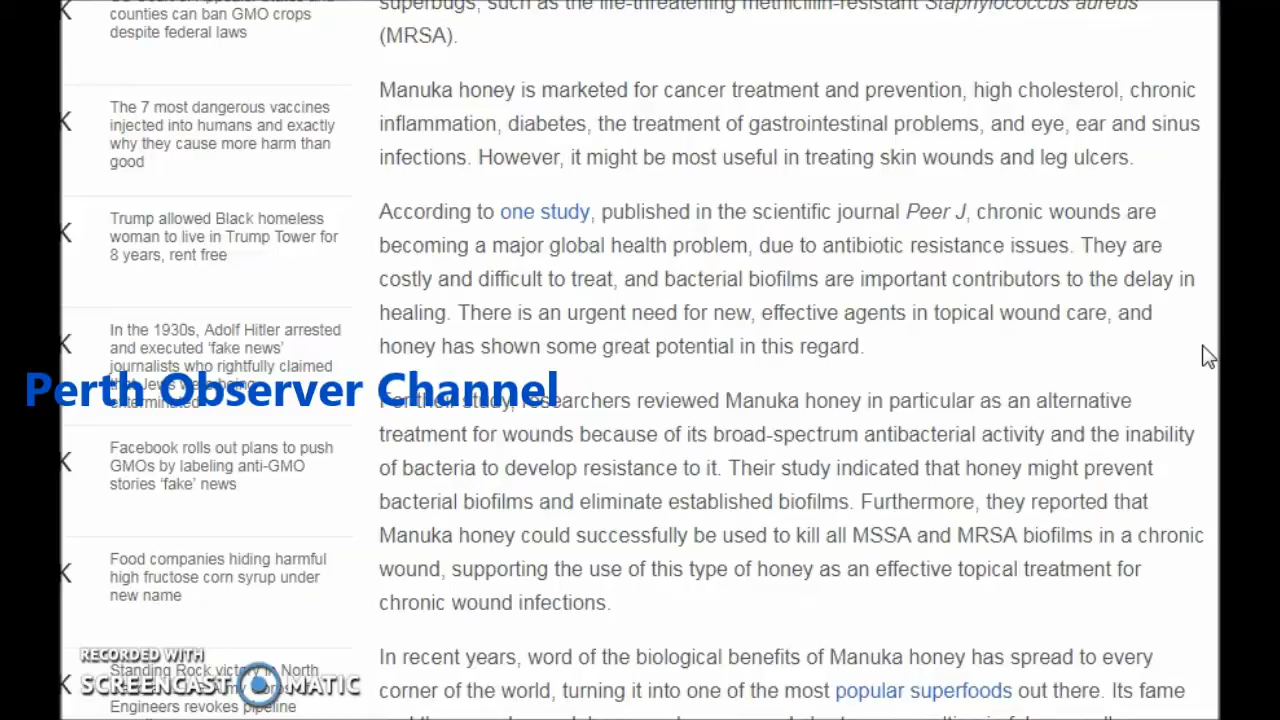 counties can ban GMO crops
despite federal laws
The 7 most dangerous vaccines
injected into humans and exactly
why they cause more harm than
good
Trump allowed Black homeless
woman to live in Trump Tower for
8 years, rent free
In the 1930s, Adolf Hitler arrested
and executed ‘fake news’
journalists who rightfully claimed
that Jews were being
exterminated
Facebook rolls out plans to push
GMOs by labeling anti-GMO
stories ‘fake’ news
Food companies hiding harmful
high fructose corn syrup under
new name
Standing Rock victory in North
Engineers revokes pipeline
superbugs, such as the life-threatening methicillin-resistant Staphylococcus aureus
(MRSA).
Manuka honey is marketed for cancer treatment and prevention, high cholesterol, chronic
inflammation, diabetes, the treatment of gastrointestinal problems, and eye, ear and sinus
infections. However, it might be most useful in treating skin wounds and leg ulcers.
According to one study, published in the scientific journal Peer J, chronic wounds are
becoming a major global health problem, due to antibiotic resistance issues. They are
costly and difficult to treat, and bacterial biofilms are important contributors to the delay in
healing. There is an urgent need for new, effective agents in topical wound care, and
honey has shown some great potential in this regard.
For their study, researchers reviewed Manuka honey in particular as an alternative
treatment for wounds because of its broad-spectrum antibacterial activity and the inability
of bacteria to develop resistance to it. Their study indicated that honey might prevent
bacterial biofilms and eliminate established biofilms. Furthermore, they reported that
Manuka honey could successfully be used to kill all MSSA and MRSA biofilms in a chronic
wound, supporting the use of this type of honey as an effective topical treatment for
chronic wound infections.
In recent years, word of the biological benefits of Manuka honey has spread to every
corner of the world, turning it into one of the most popular superfoods out there. Its fame
Perth Observer Channel
RECORDED WITH
SCREENCAST MATIC